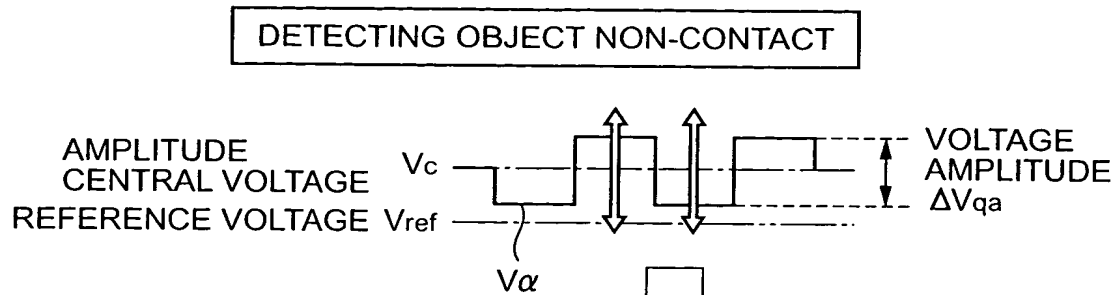 DETECTING OBJECT NON-CONTACT
AMPLITUDE
CENTRAL VOLTAGE
Vc
REFERENCE VOLTAGE Vref
Vα
VOLTAGE
AMPLITUDE
ΔVqa